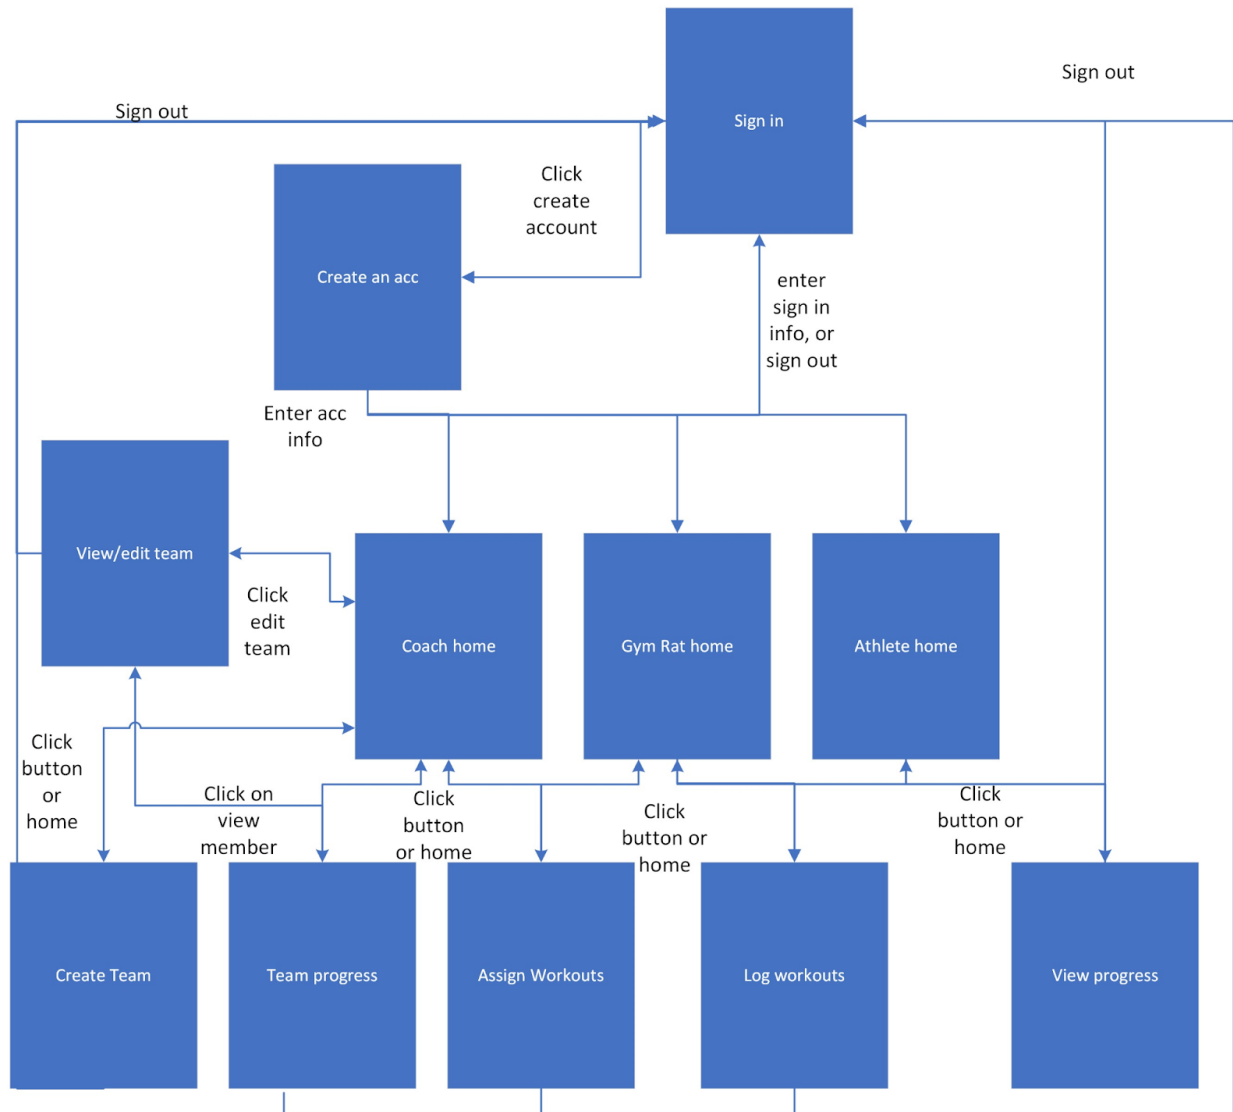 Sign out
Sign in
Sign out
Click
create
account
Create an acc
enter
sign in
info, or
sign out
Enter acc
info
View/edit team
Click
edit
team
Coach home
Gym Rat home
Athlete home
Click
button
or
home
Click on
view
member
Click
button
or home
Click
button or
home
Click
button or
home
Create Team
Team progress
Assign Workouts
Log workouts
View progress